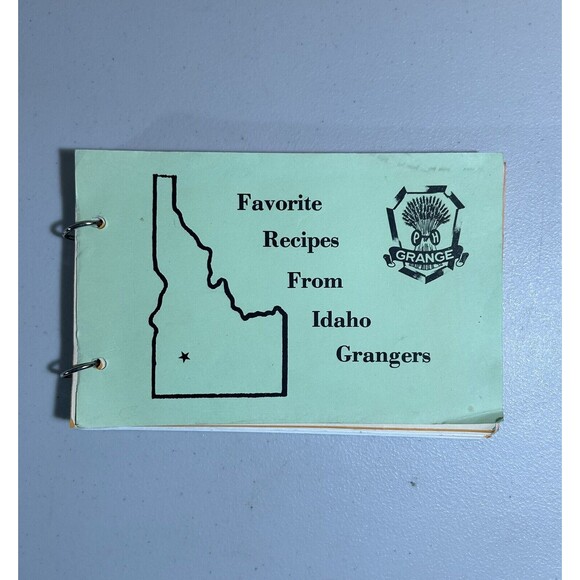 Favorite
Recipes
From
Idaho
Grangers
P H
GRANGE